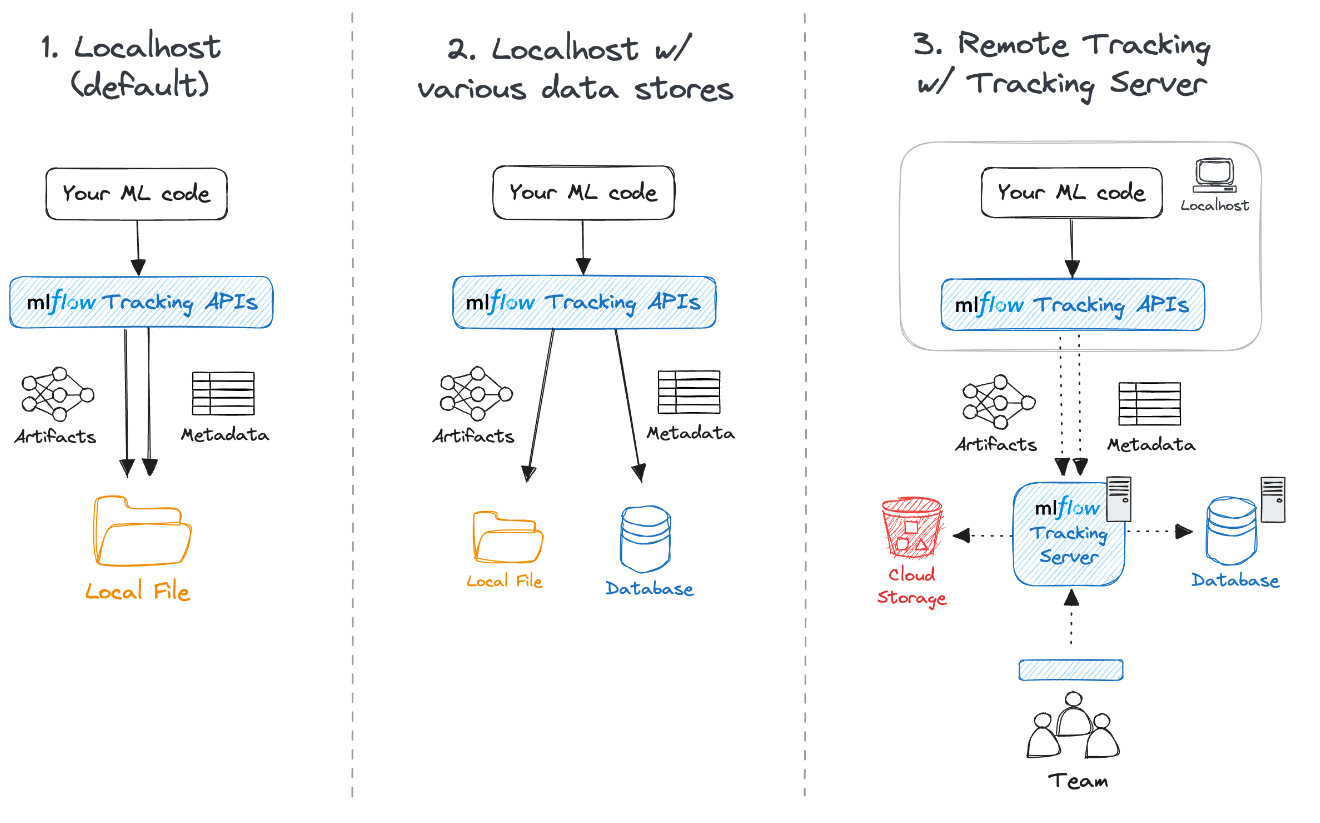 1. Localhost
(default)
Your ML code
mlflow Tracking APIs
Artifacts
Metadata
Local File
2. Localhost w/
various data stores
Your ML code
mlflow Tracking APIs
Artifacts
Metadata
Local File
Database
3. Remote Tracking
w/ Tracking Server
Your ML code
Localhost
mlflow Tracking APIs
Artifacts
Metadata
mlflow
Tracking
Server
Cloud
Storage
Database
Team